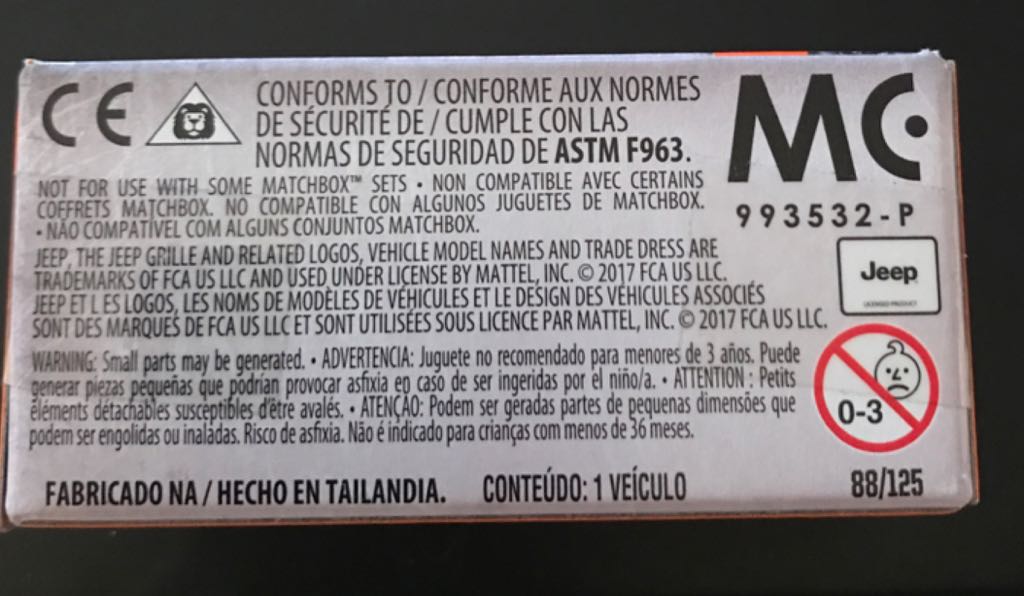 CE
CONFORMS TO / CONFORME AUX NORMES
DE SÉCURITÉ DE / CUMPLE CON LAS
NORMAS DE SEGURIDAD DE ASTM F963.
MC
993532-P
NOT FOR USE WITH SOME MATCHBOX™ SETS • NON COMPATIBLE AVEC CERTAINS
COFFRETS MATCHBOX. NO COMPATIBLE CON ALGUNOS JUGUETES DE MATCHBOX.
• NÃO COMPATÍVEL COM ALGUNS CONJUNTOS MATCHBOX.
JEEP, THE JEEP GRILLE AND RELATED LOGOS, VEHICLE MODEL NAMES AND TRADE DRESS ARE
TRADEMARKS OF FCA US LLC AND USED UNDER LICENSE BY MATTEL, INC. © 2017 FCA US LLC.
JEEP ET LES LOGOS, LES NOMS DE MODÈLES DE VÉHICULES ET LE DESIGN DES VÉHICULES ASSOCIÉS
SONT DES MARQUES DE FCA US LLC ET SONT UTILISÉES SOUS LICENCE PAR MATTEL, INC. © 2017 FCA US LLC.
Jeep
LICENSED PRODUCT
WARNING: Small parts may be generated. • ADVERTENCIA: Juguete no recomendado para menores de 3 años. Puede
generar piezas pequeñas que podrían provocar asfixia en caso de ser ingeridas por el niño/a. • ATTENTION : Petits
éléments détachables susceptibles d'être avalés. • ATENÇÃO: Podem ser geradas partes de pequenas dimensões que
podem ser engolidas ou inaladas. Risco de asfixia. Não é indicado para crianças com menos de 36 meses.
0-3
FABRICADO NA / HECHO EN TAILANDIA. CONTEÚDO: 1 VEÍCULO
88/125